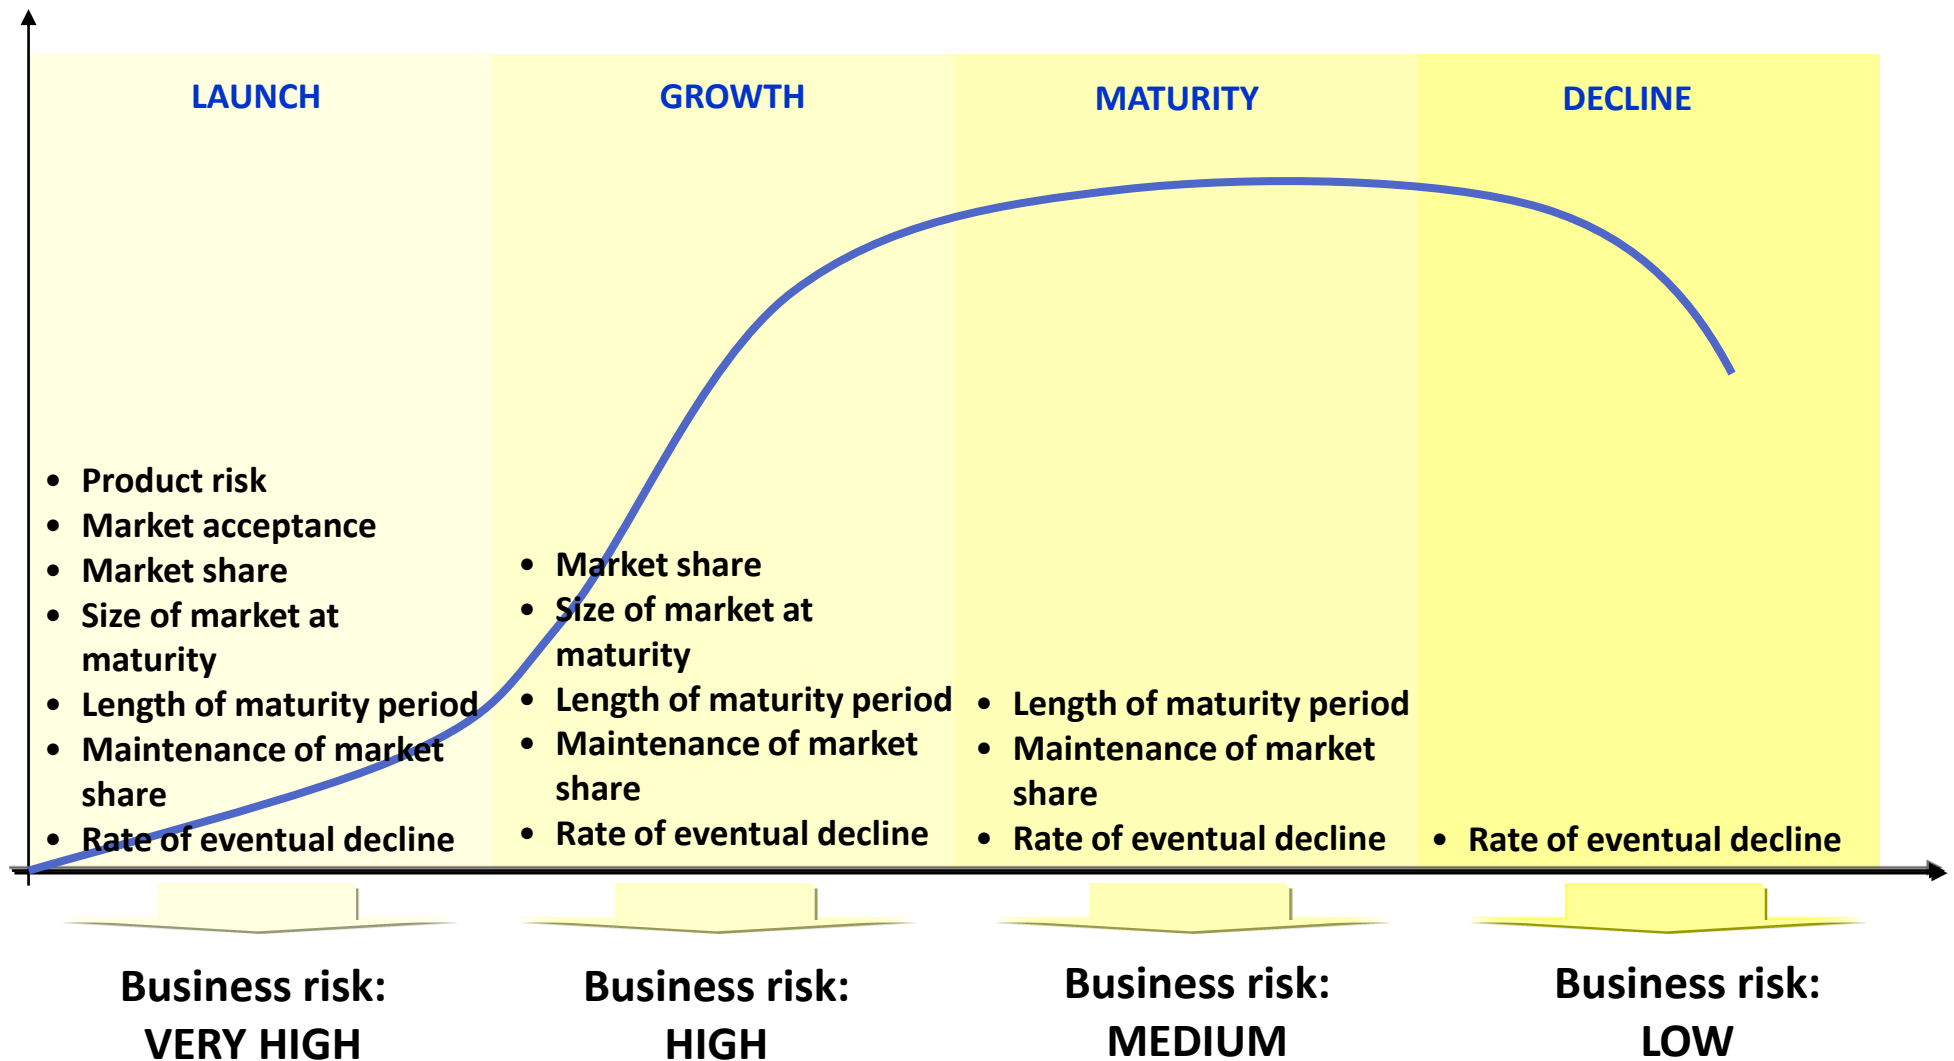 LAUNCH
GROWTH
MATURITY
DECLINE
• Product risk
• Market acceptance
• Market share
• Size of market at
maturity
• Length of maturity period
• Maintenance of market
share
• Rate of eventual decline
• Market share
• Size of market at
maturity
• Length of maturity period
• Maintenance of market
share
• Rate of eventual decline
• Length of maturity period
• Maintenance of market
share
• Rate of eventual decline
• Rate of eventual decline
Business risk:
VERY HIGH
Business risk:
HIGH
Business risk:
MEDIUM
Business risk:
LOW